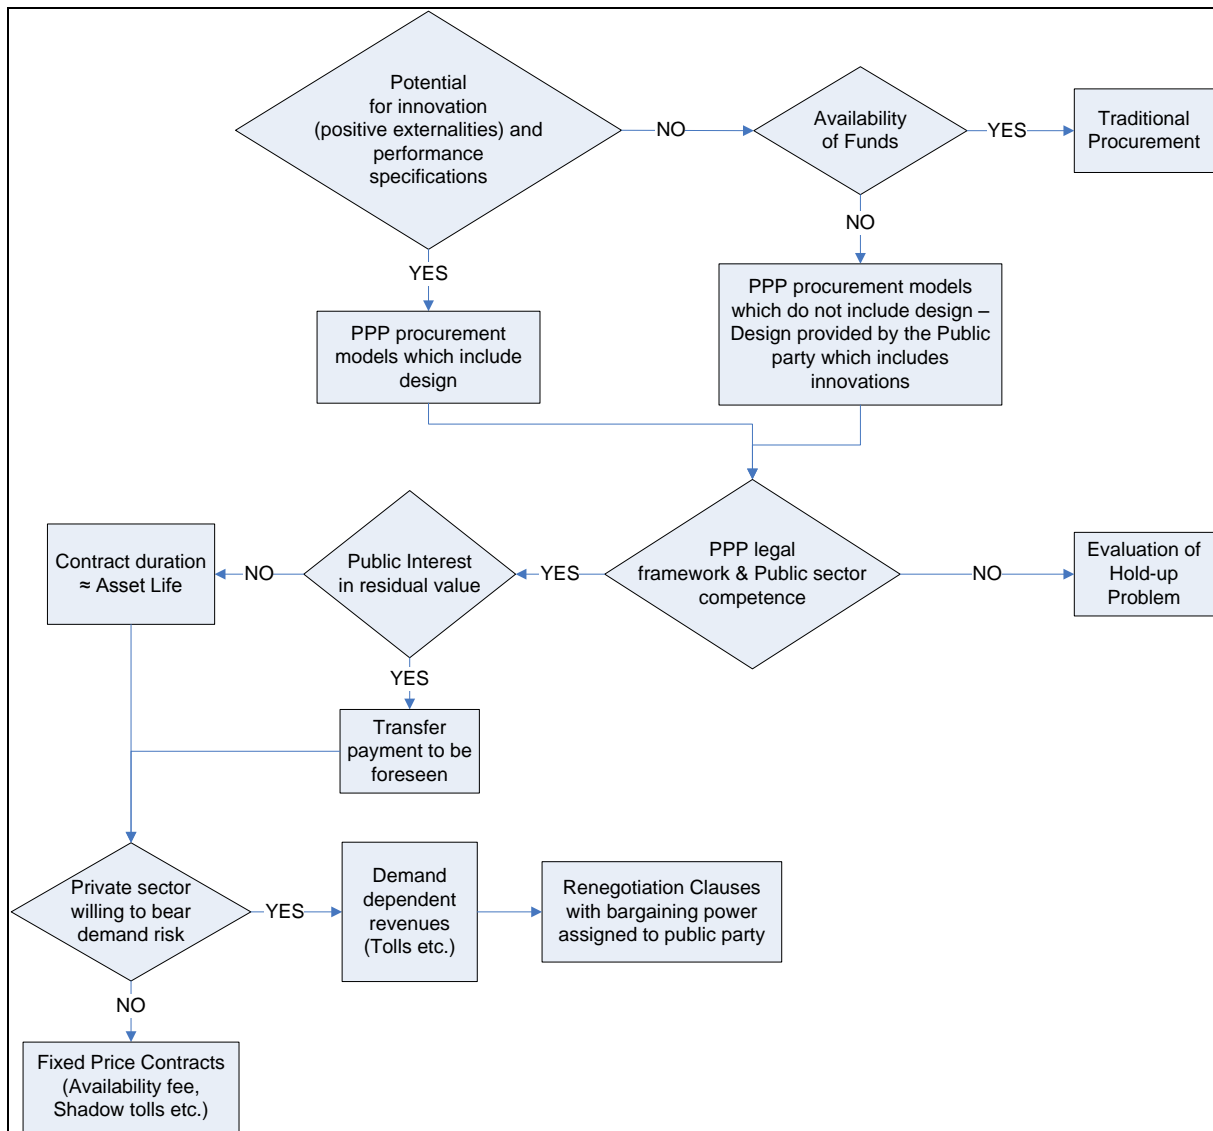 Potential
for innovation
(positive externalities) and
performance
specifications
NO
Availability
of Funds
YES
Traditional
Procurement
YES
NO
PPP procurement
models which include
design
PPP procurement models
which do not include design –
Design provided by the Public
party which includes
innovations
Contract duration
≈ Asset Life
NO
Public Interest
in residual value
YES
PPP legal
framework & Public sector
competence
NO
Evaluation of
Hold-up
Problem
YES
Transfer
payment to be
foreseen
Private sector
willing to bear
demand risk
YES
Demand
dependent
revenues
(Tolls etc.)
Renegotiation Clauses
with bargaining power
assigned to public party
NO
Fixed Price Contracts
(Availability fee,
Shadow tolls etc.)